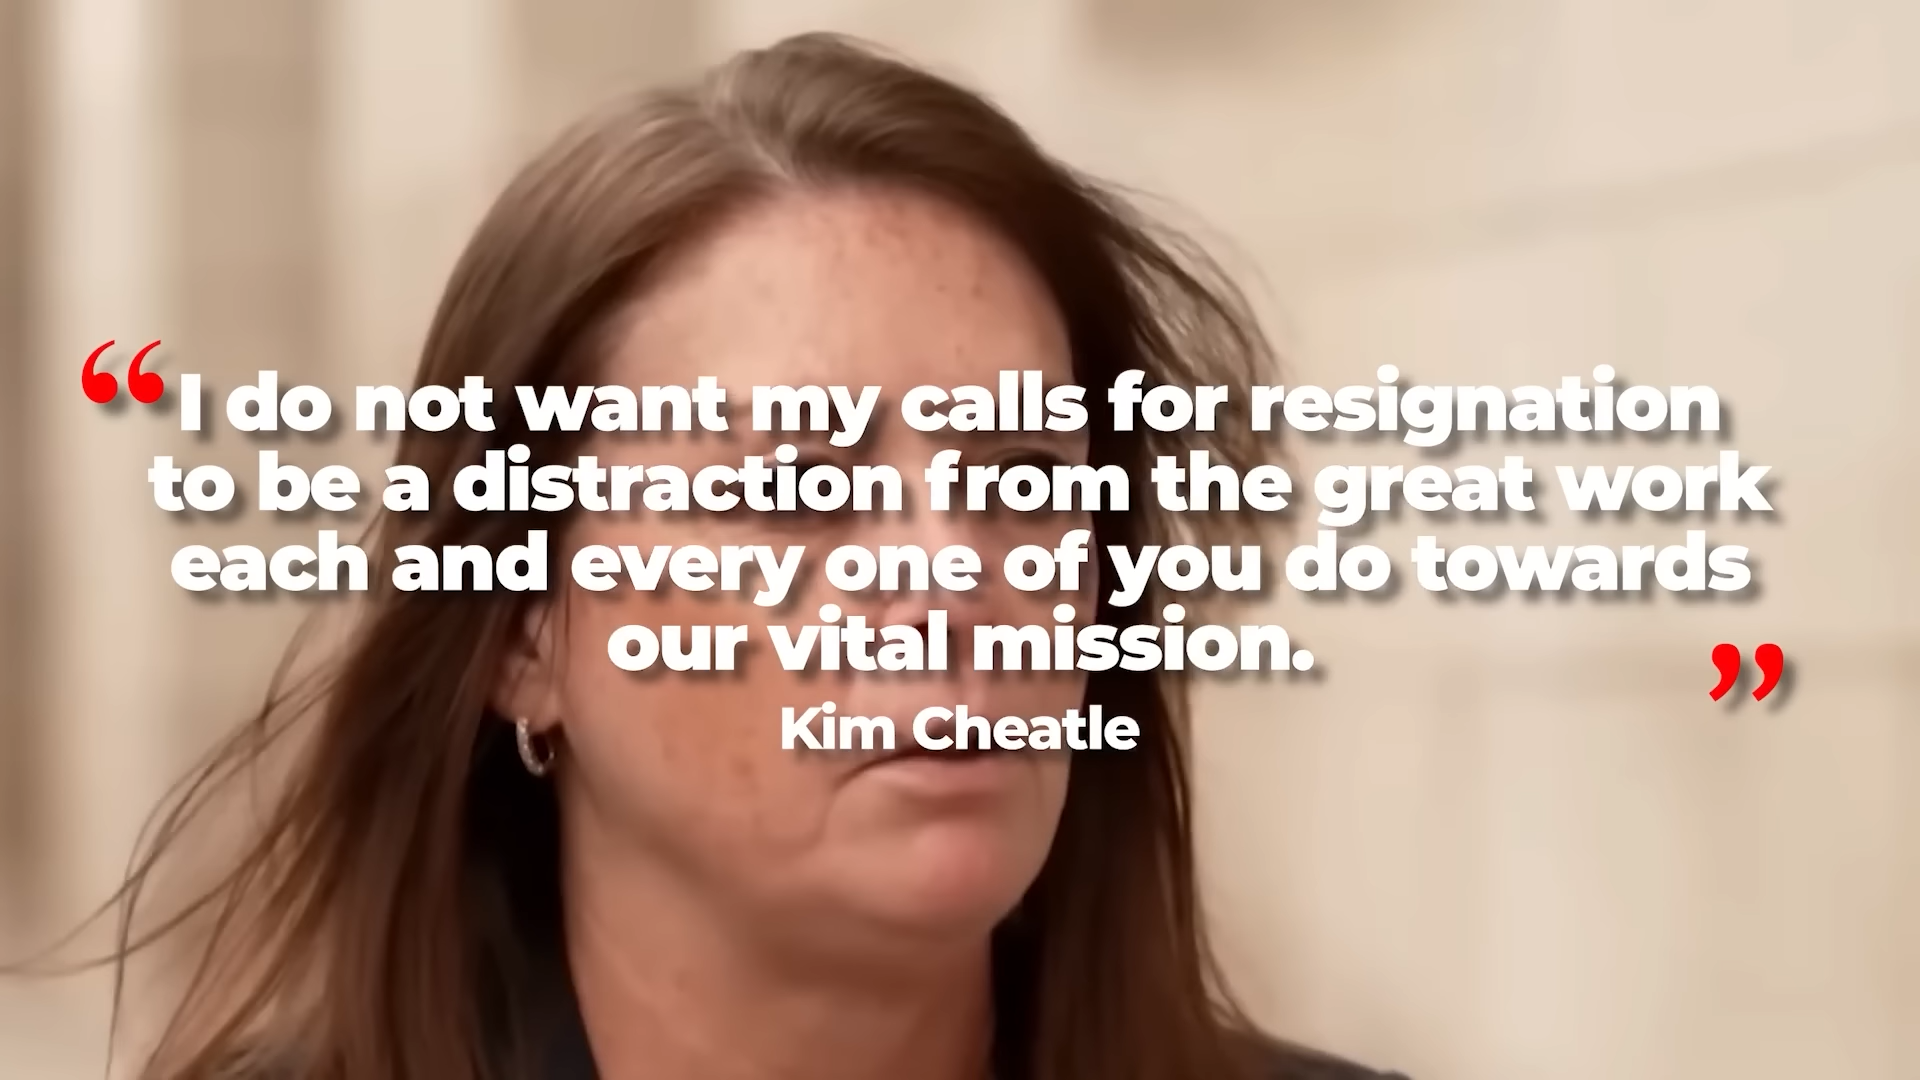 “I do not want my calls for resignation
to be a distraction from the great work
each and every one of you do towards
our vital mission.”
Kim Cheatle